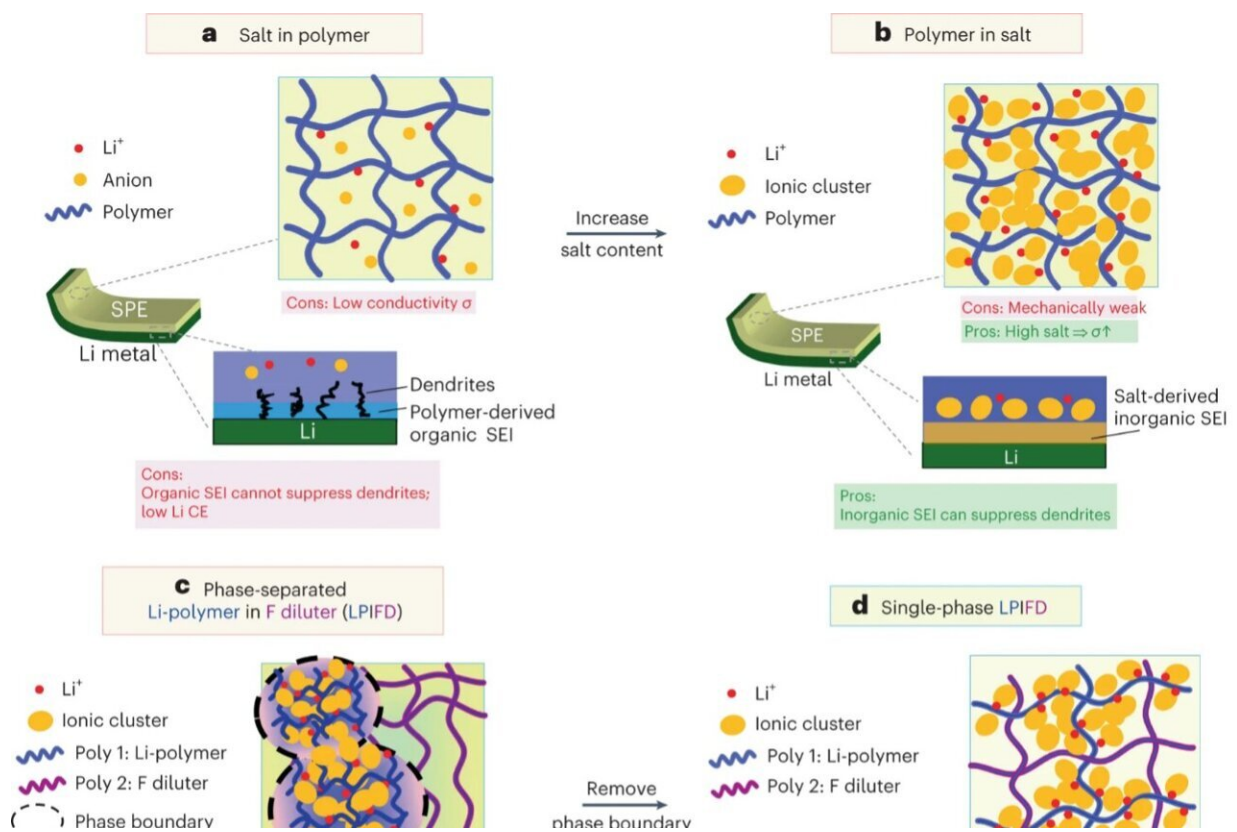 a Salt in polymer
Li⁺
Anion
Polymer
Cons: Low conductivity σ
SPE
Li metal
Dendrites
Polymer-derived
organic SEI
Li
Cons:
Organic SEI cannot suppress dendrites;
low Li CE
Increase
salt content
b Polymer in salt
Li⁺
Ionic cluster
Polymer
Cons: Mechanically weak
Pros: High salt ⇒ σ↑
SPE
Li metal
Salt-derived
inorganic SEI
Li
Pros:
Inorganic SEI can suppress dendrites
c Phase-separated
Li-polymer in F diluter (LPIFD)
Li⁺
Ionic cluster
Poly 1: Li-polymer
Poly 2: F diluter
Phase boundary
Remove
phase boundary
d Single-phase LPIFD
Li⁺
Ionic cluster
Poly 1: Li-polymer
Poly 2: F diluter